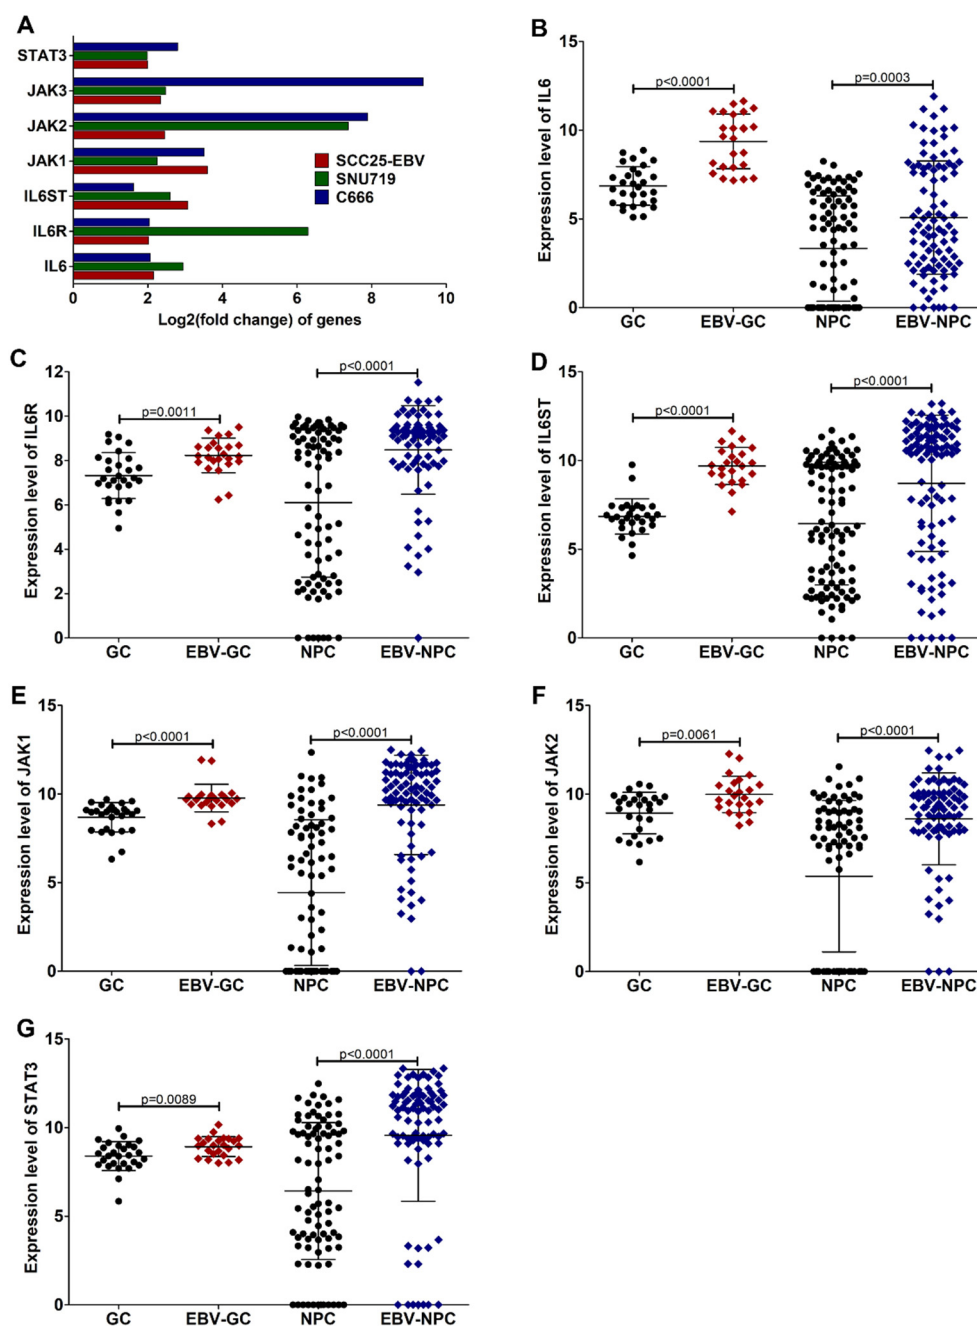 A
STAT3
JAK3
JAK2
JAK1
IL6ST
IL6R
IL6
SCC25-EBV
SNU719
C666
0 2 4 6 8 10
Log2(fold change) of genes
B
Expression level of IL6
15
10
5
0
p<0.0001
p=0.0003
GC EBV-GC NPC EBV-NPC
C
Expression level of IL6R
12
10
8
6
4
2
0
p=0.0011
p<0.0001
GC EBV-GC NPC EBV-NPC
D
Expression level of IL6ST
15
10
5
0
p<0.0001
p<0.0001
GC EBV-GC NPC EBV-NPC
E
Expression level of JAK1
15
10
5
0
p<0.0001
p<0.0001
GC EBV-GC NPC EBV-NPC
F
Expression level of JAK2
15
10
5
0
p=0.0061
p<0.0001
GC EBV-GC NPC EBV-NPC
G
Expression level of STAT3
15
10
5
0
p=0.0089
p<0.0001
GC EBV-GC NPC EBV-NPC